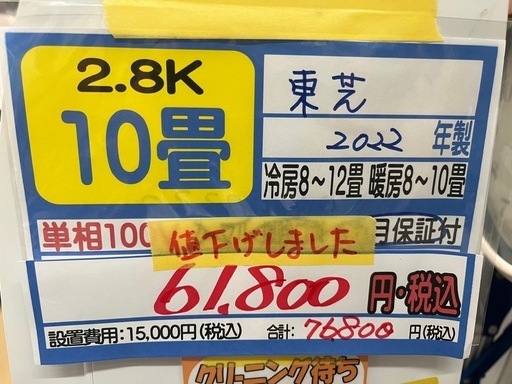 2.8K
10畳
東芝
2022 年製
冷房8～12畳 暖房8～10畳
単相100
月保証付
値下げしました
61,800 円・税込
設置費用:15,000円(税込) 合計: 76,800 円(税込)
クリーニング待ち